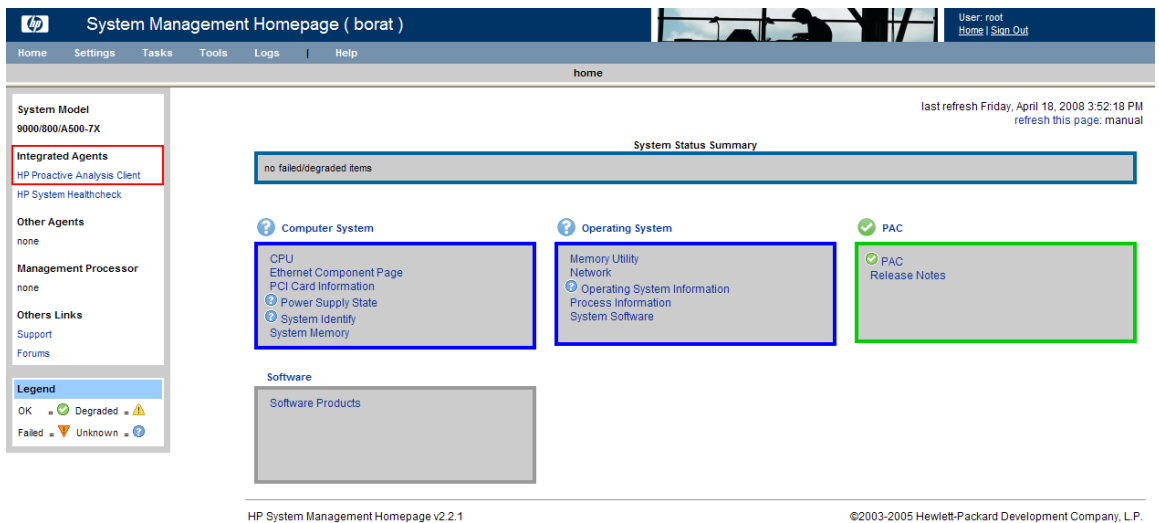 hp
System Management Homepage ( borat )
User: root
Home | Sign Out
Home Settings Tasks Tools Logs | Help
home
System Model
9000/800/A500-7X
Integrated Agents
HP Proactive Analysis Client
HP System Healthcheck
Other Agents
none
Management Processor
none
Others Links
Support
Forums
Legend
OK = Degraded =
Failed = Unknown = ?
last refresh Friday, April 18, 2008 3:52:18 PM
refresh this page: manual
System Status Summary
no failed/degraded items
? Computer System
CPU
Ethernet Component Page
PCI Card Information
? Power Supply State
? System Identify
System Memory
? Operating System
Memory Utility
Network
? Operating System Information
Process Information
System Software
PAC
PAC
Release Notes
Software
Software Products
HP System Management Homepage v2.2.1
©2003-2005 Hewlett-Packard Development Company, L.P.